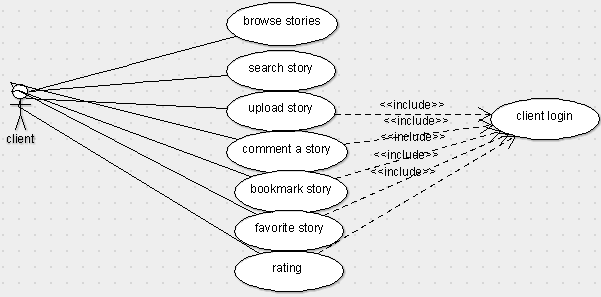 browse stories
search story
upload story
<<include>>
client login
<<include>>
<<include>>
client
comment a story
<<include>>
<<include>>
bookmark story
favorite story
rating